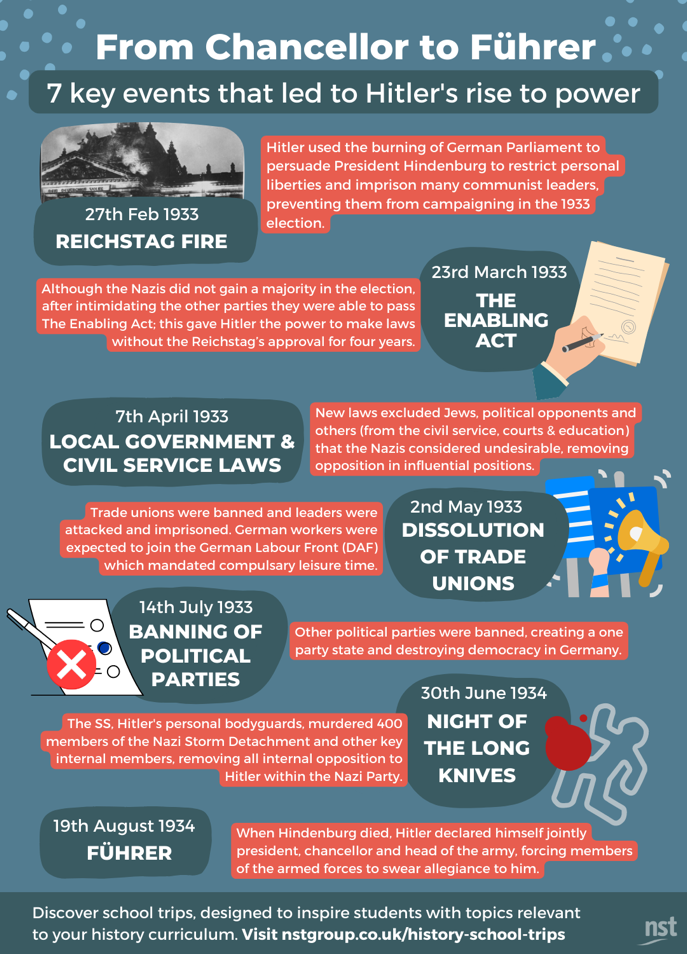 From Chancellor to Führer
7 key events that led to Hitler's rise to power
27th Feb 1933
REICHSTAG FIRE
Hitler used the burning of German Parliament to
persuade President Hindenburg to restrict personal
liberties and imprison many communist leaders,
preventing them from campaigning in the 1933
election.
23rd March 1933
THE
ENABLING
ACT
Although the Nazis did not gain a majority in the election,
after intimidating the other parties they were able to pass
The Enabling Act; this gave Hitler the power to make laws
without the Reichstag's approval for four years.
7th April 1933
LOCAL GOVERNMENT &
CIVIL SERVICE LAWS
New laws excluded Jews, political opponents and
others (from the civil service, courts & education)
that the Nazis considered undesirable, removing
opposition in influential positions.
2nd May 1933
DISSOLUTION
OF TRADE
UNIONS
Trade unions were banned and leaders were
attacked and imprisoned. German workers were
expected to join the German Labour Front (DAF)
which mandated compulsary leisure time.
14th July 1933
BANNING OF
POLITICAL
PARTIES
Other political parties were banned, creating a one
party state and destroying democracy in Germany.
30th June 1934
NIGHT OF
THE LONG
KNIVES
The SS, Hitler's personal bodyguards, murdered 400
members of the Nazi Storm Detachment and other key
internal members, removing all internal opposition to
Hitler within the Nazi Party.
19th August 1934
FÜHRER
When Hindenburg died, Hitler declared himself jointly
president, chancellor and head of the army, forcing members
of the armed forces to swear allegiance to him.
Discover school trips, designed to inspire students with topics relevant
to your history curriculum. Visit nstgroup.co.uk/history-school-trips
nst